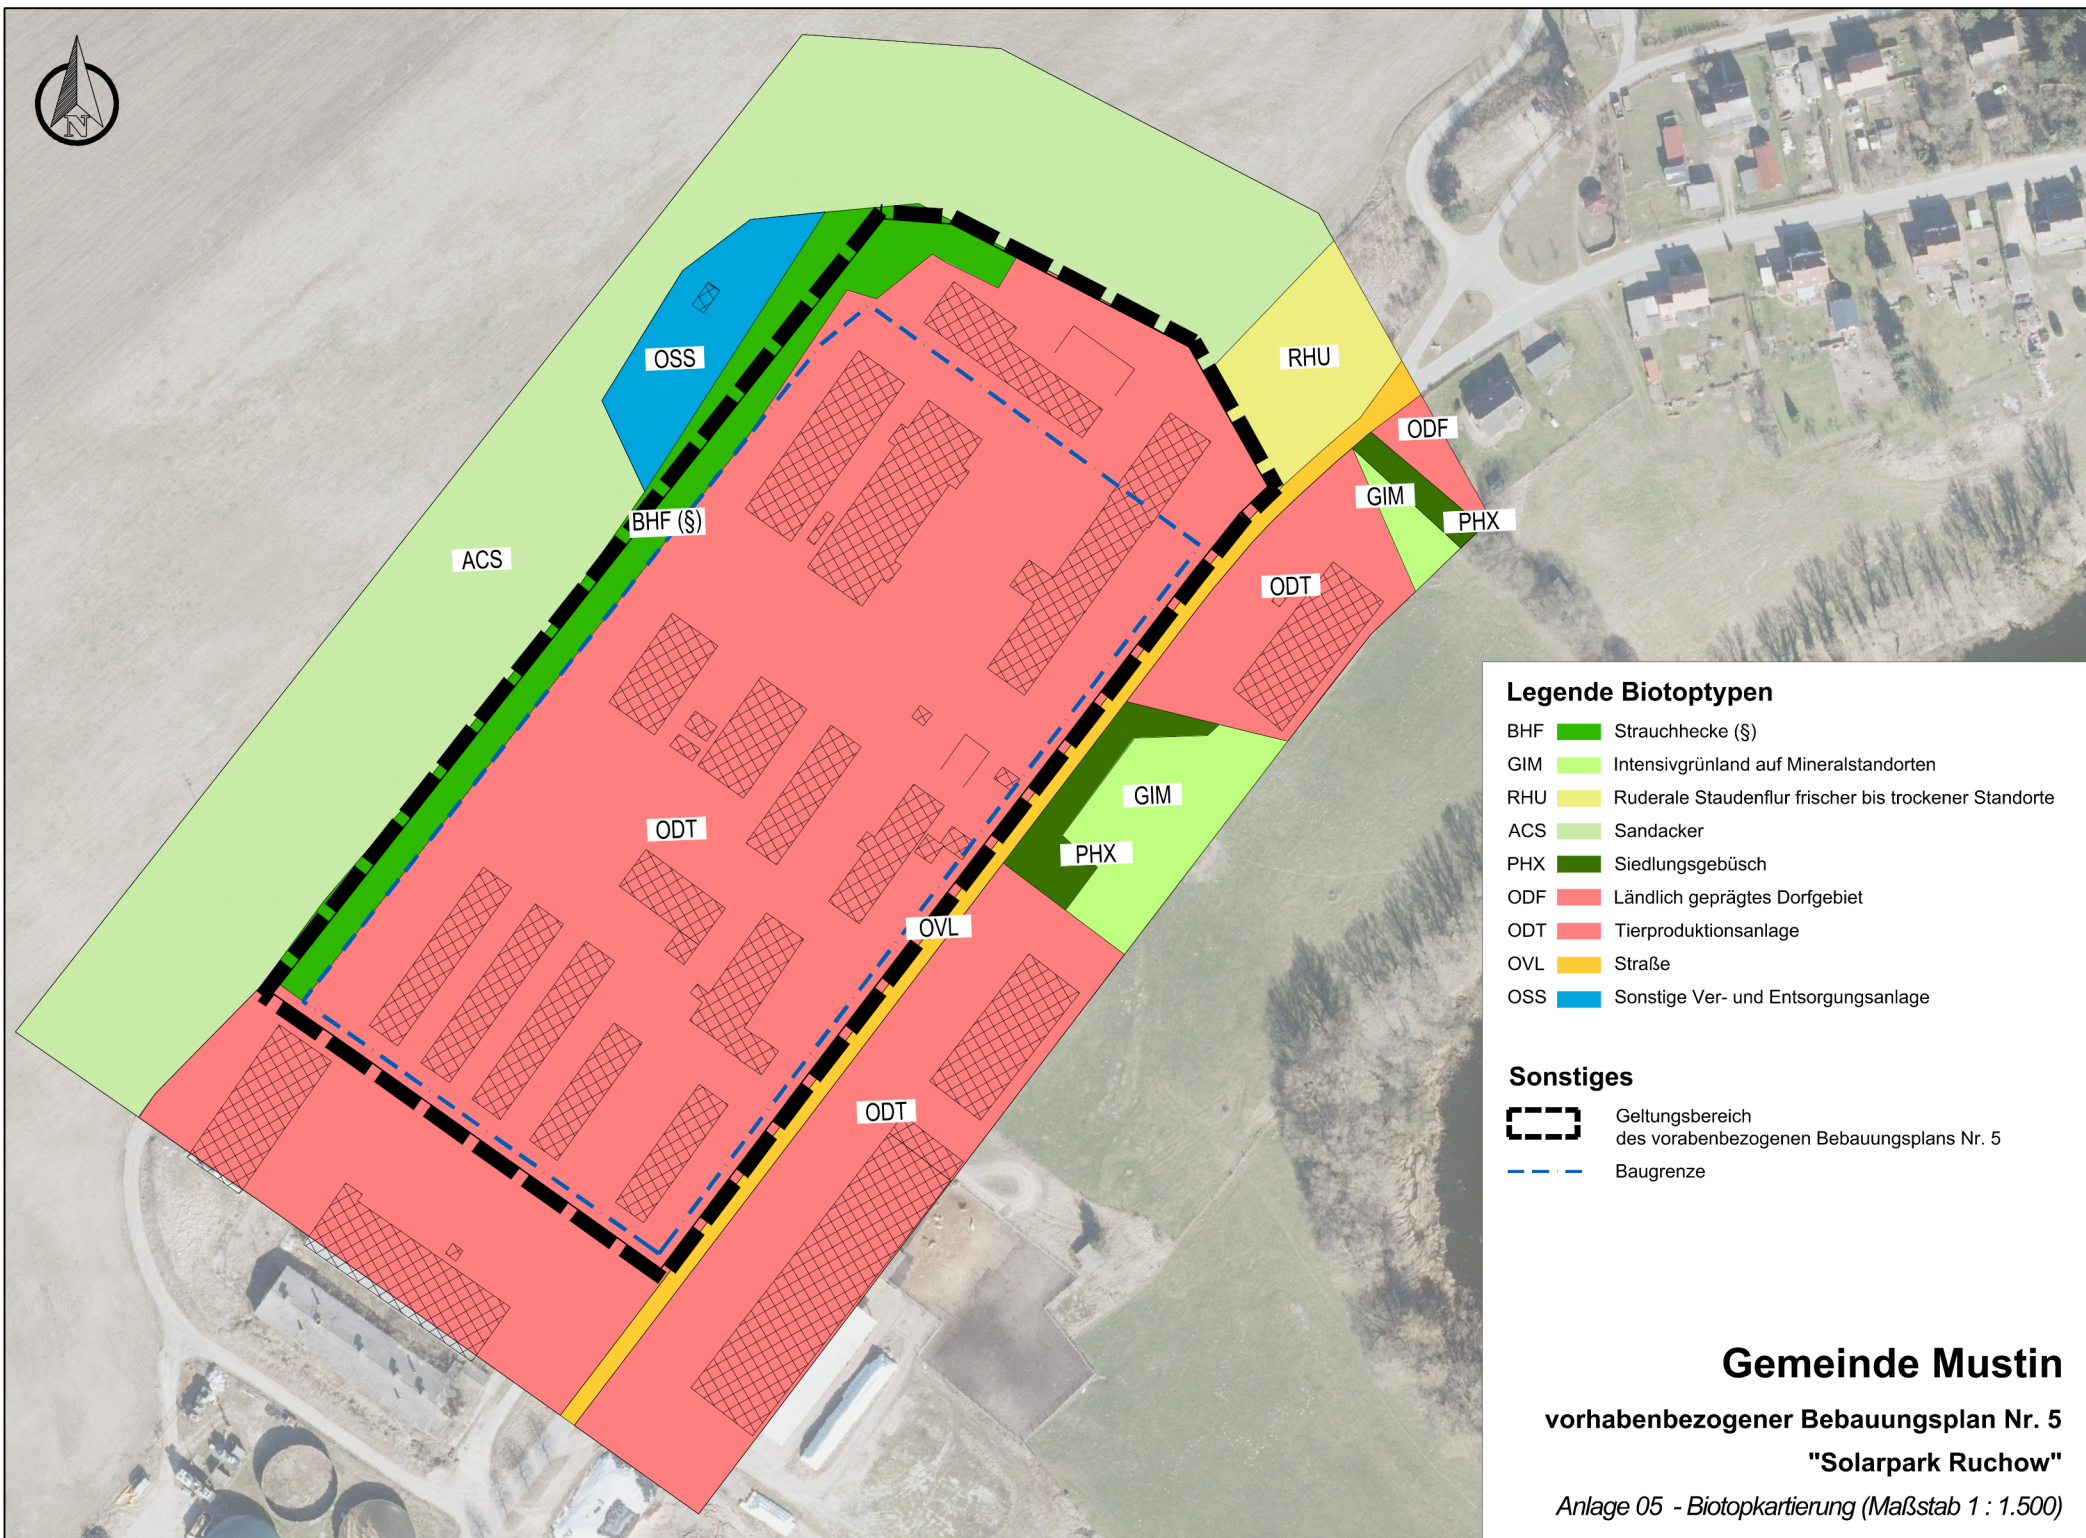 N
OSS
RHU
ODF
GIM
PHX
BHF (§)
ACS
ODT
GIM
ODT
PHX
OVL
ODT
Legende Biotoptypen
BHF Strauchhecke (§)
GIM Intensivgrünland auf Mineralstandorten
RHU Ruderale Staudenflur frischer bis trockener Standorte
ACS Sandacker
PHX Siedlungsgebüsch
ODF Ländlich geprägtes Dorfgebiet
ODT Tierproduktionsanlage
OVL Straße
OSS Sonstige Ver- und Entsorgungsanlage
Sonstiges
Geltungsbereich
des vorabenbezogenen Bebauungsplans Nr. 5
Baugrenze
Gemeinde Mustin
vorhabenbezogener Bebauungsplan Nr. 5
"Solarpark Ruchow"
Anlage 05 - Biotopkartierung (Maßstab 1 : 1.500)